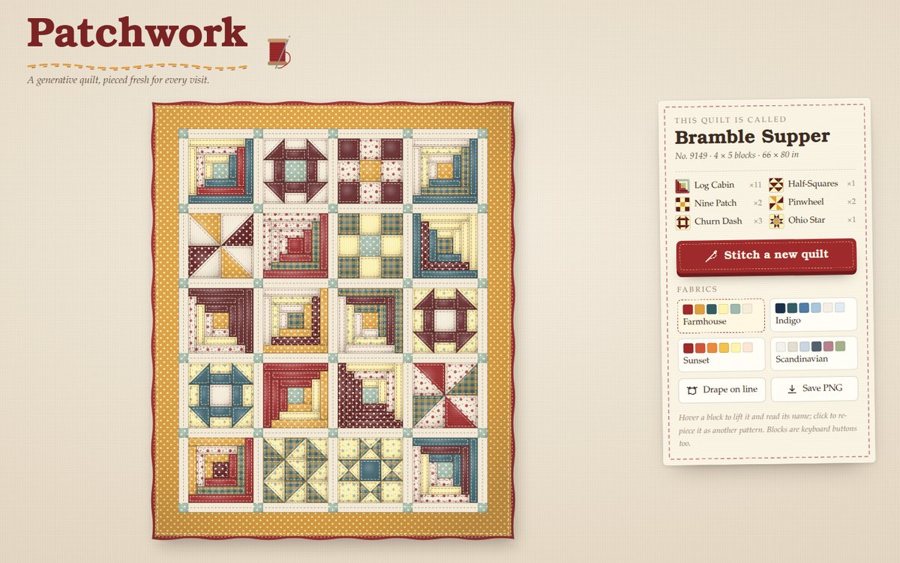 Patchwork
A generative quilt, pieced fresh for every visit.
THIS QUILT IS CALLED
Bramble Supper
No. 9149 · 4 × 5 blocks · 66 × 80 in
Log Cabin ×11 Half-Squares ×1
Nine Patch ×2 Pinwheel ×2
Churn Dash ×3 Ohio Star ×1
Stitch a new quilt
FABRICS
Farmhouse Indigo
Sunset Scandinavian
Drape on line Save PNG
Hover a block to lift it and read its name; click to re-
piece it as another pattern. Blocks are keyboard buttons
too.